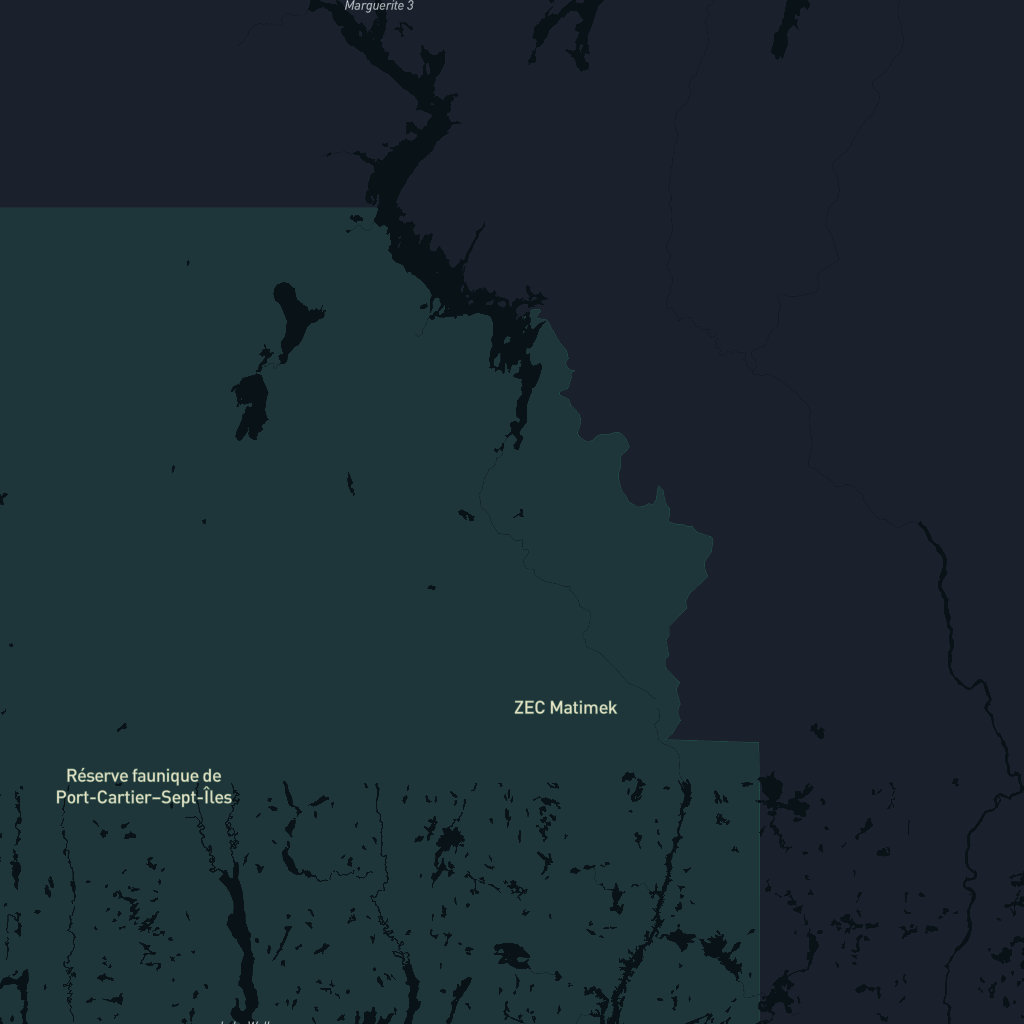 Marguerite 3
ZEC Matimek
Réserve faunique de
Port-Cartier–Sept-Îles